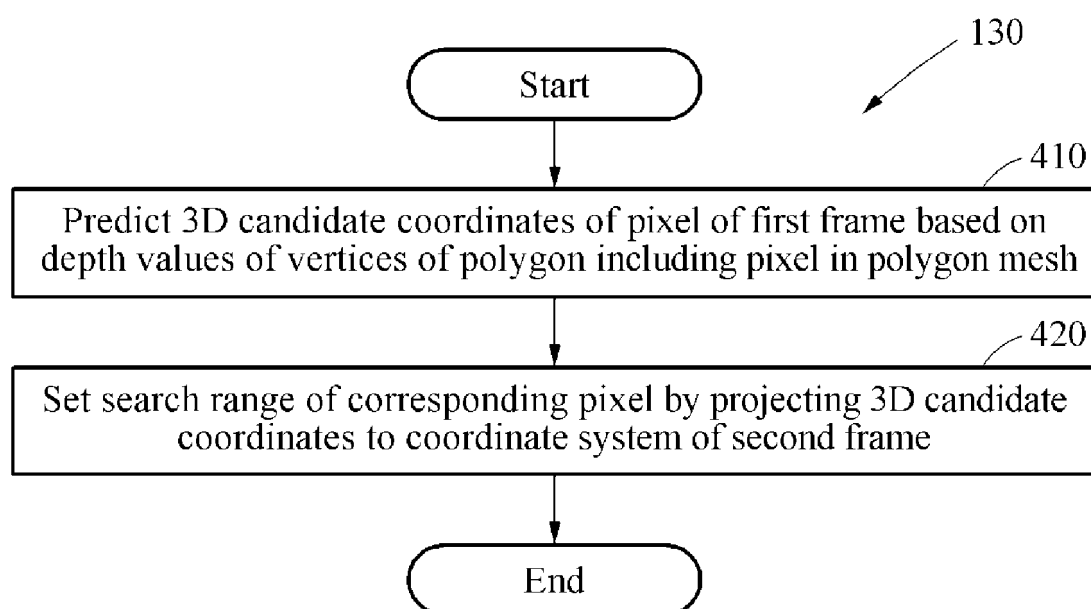 130
Start
410
Predict 3D candidate coordinates of pixel of first frame based on
depth values of vertices of polygon including pixel in polygon mesh
420
Set search range of corresponding pixel by projecting 3D candidate
coordinates to coordinate system of second frame
End